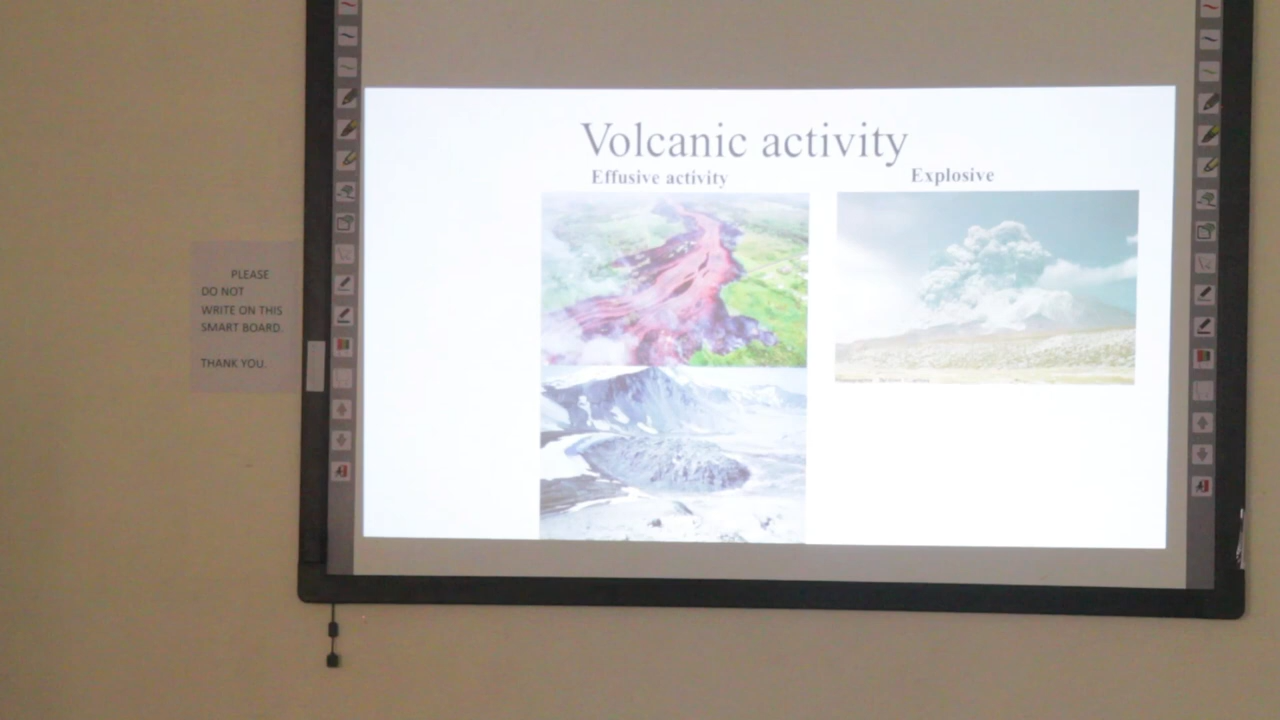 PLEASE
DO NOT
WRITE ON THIS
SMART BOARD.
THANK YOU.
Volcanic activity
Effusive activity
Explosive